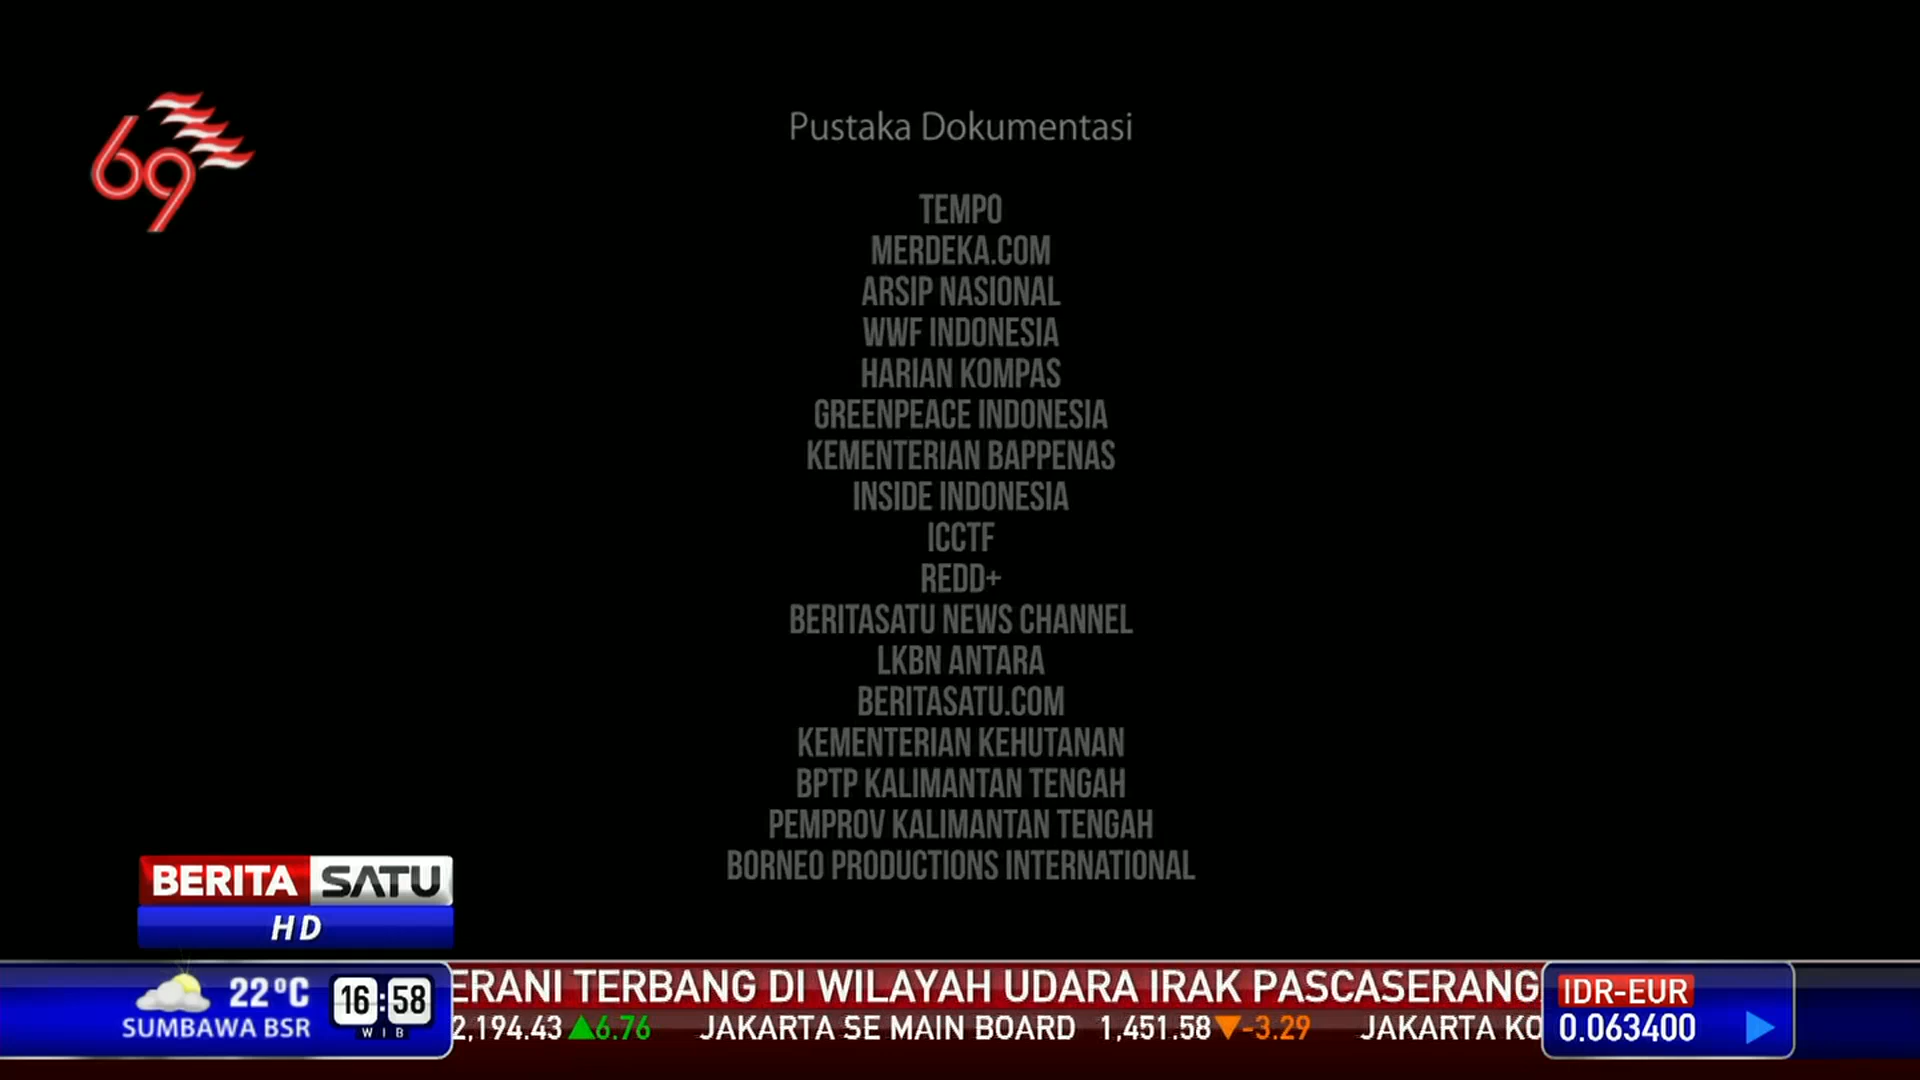 69
Pustaka Dokumentasi
TEMPO
MERDEKA.COM
ARSIP NASIONAL
WWF INDONESIA
HARIAN KOMPAS
GREENPEACE INDONESIA
KEMENTERIAN BAPPENAS
INSIDE INDONESIA
ICCTF
REDD+
BERITASATU NEWS CHANNEL
LKBN ANTARA
BERITASATU.COM
KEMENTERIAN KEHUTANAN
BPTP KALIMANTAN TENGAH
PEMPROV KALIMANTAN TENGAH
BORNEO PRODUCTIONS INTERNATIONAL
BERITA SATU
HD
22°C
SUMBAWA BSR
16:58
WIB
ERANI TERBANG DI WILAYAH UDARA IRAK PASCASERANG
2,194.43 ▲6.76 JAKARTA SE MAIN BOARD 1,451.58 ▼-3.29 JAKARTA KO
IDR-EUR
0.063400